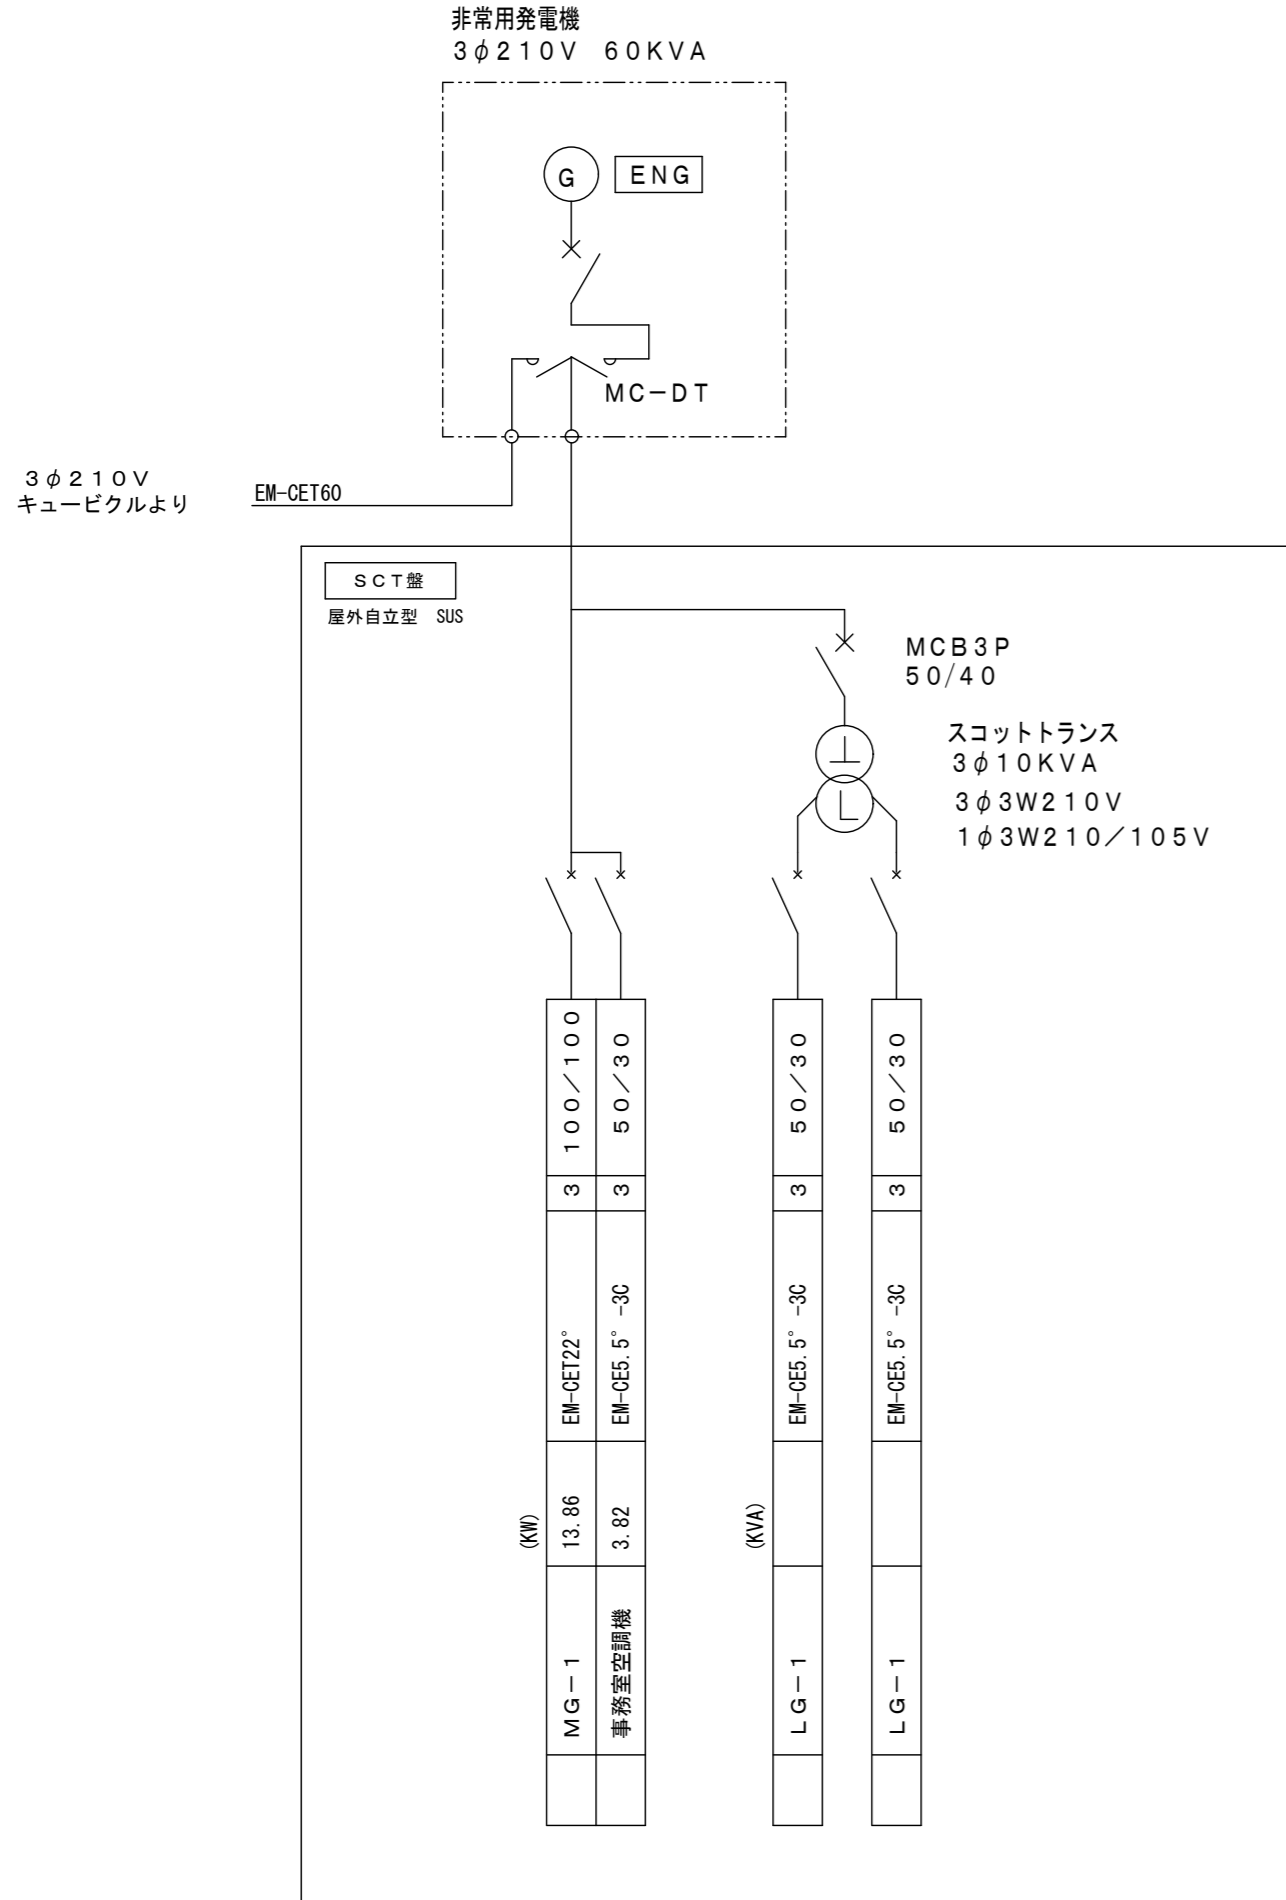 非常用発電機
3φ210V 60KVA
G
ENG
MC-DT
3φ210V
キュービクルより
EM-CET60
SCT盤
屋外自立型 SUS
MCB3P
50/40
スコットトランス
3φ10KVA
3φ3W210V
1φ3W210/105V
100/100
3
EM-CET22°
(KW)
13.86
MG-1
50/30
3
EM-CE5.5°-3C
3.82
事務室空調機
50/30
3
EM-CE5.5°-3C
(KVA)
LG-1
50/30
3
EM-CE5.5°-3C
LG-1